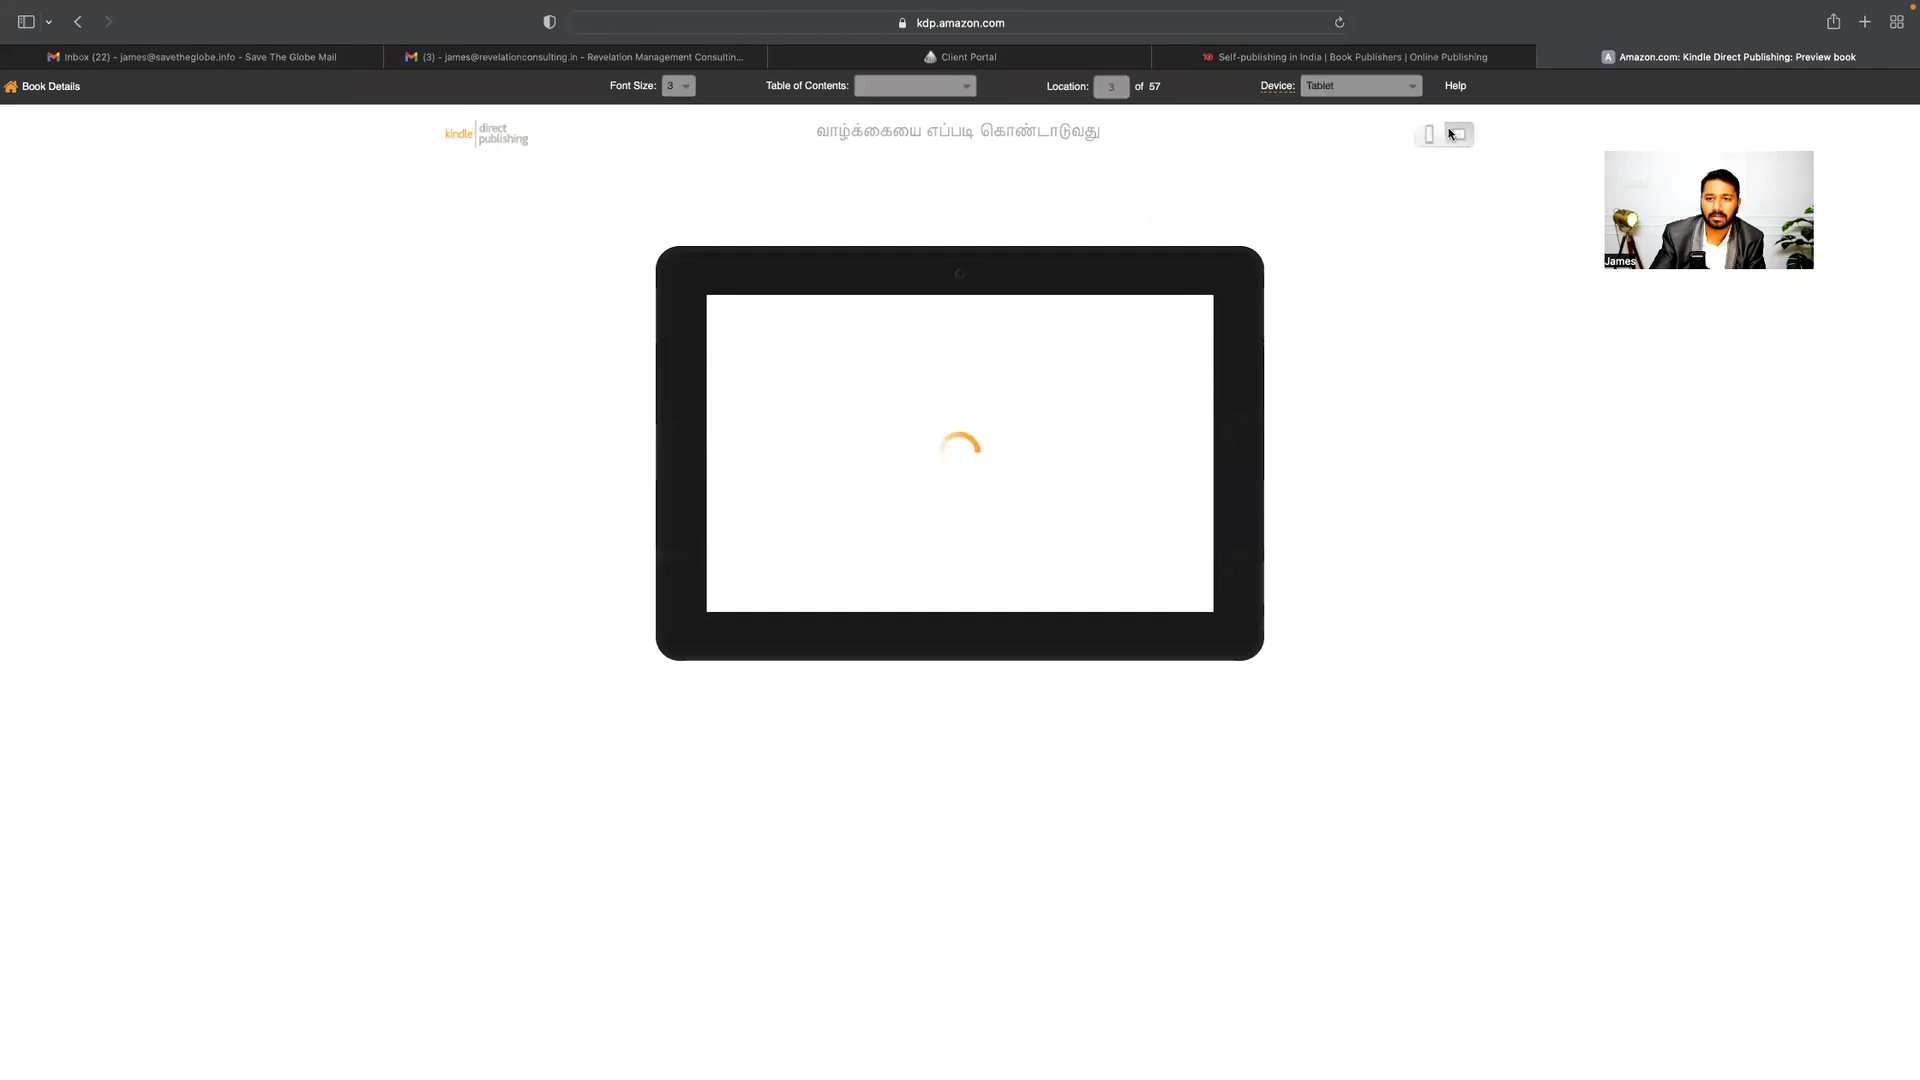 kdp.amazon.com
Inbox (22) - james@savetheglobe.info - Save The Globe Mail
(3) - james@revelationconsulting.in - Revelation Management Consultin...
Client Portal
Self-publishing in India | Book Publishers | Online Publishing
Amazon.com: Kindle Direct Publishing: Preview book
Book Details
Font Size: 3
Table of Contents:
Location: 3 of 57
Device: Tablet
Help
kindle direct publishing
வாழ்க்கையை எப்படி கொண்டாடுவது
James